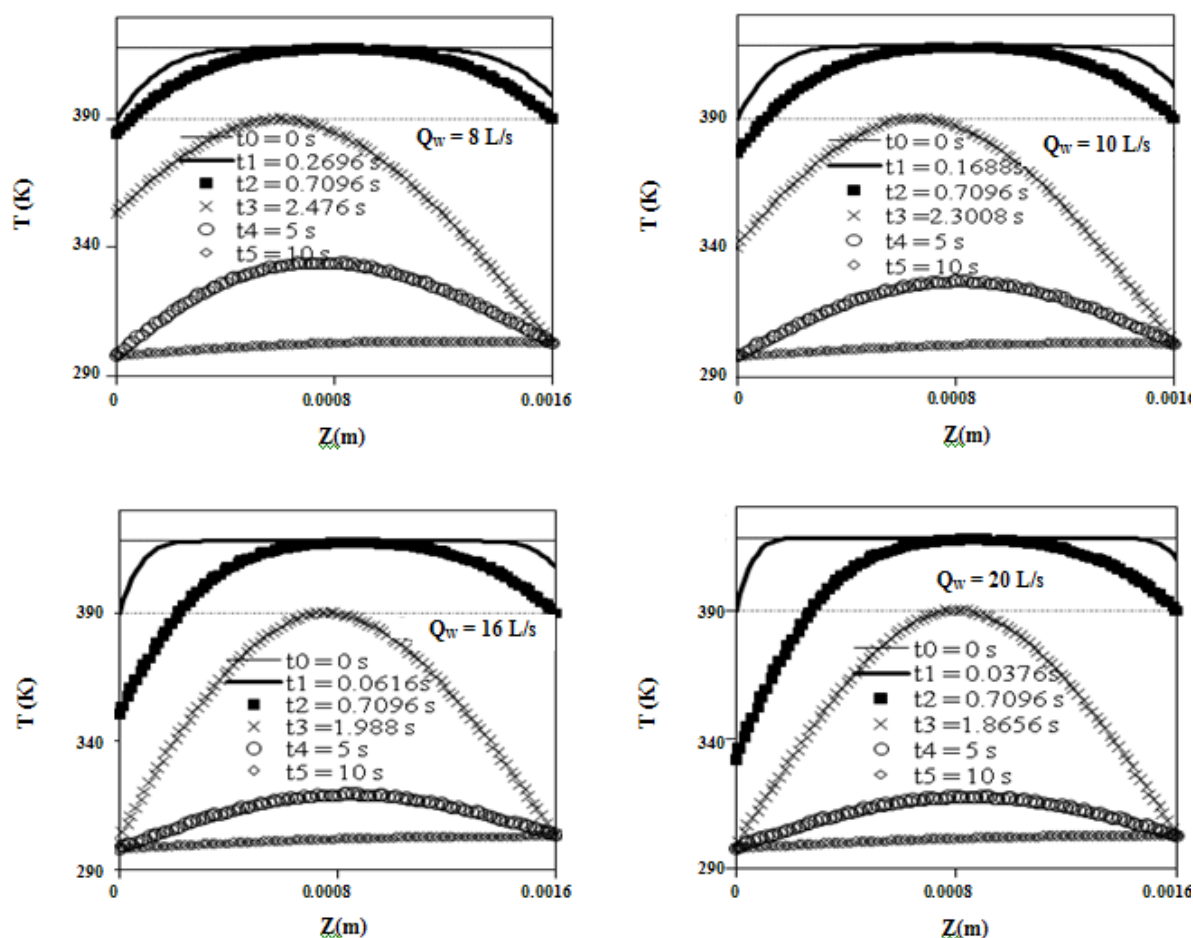 390
340
290
T (K)
Qw = 8 L/s
t0 = 0 s
t1 = 0.2696 s
t2 = 0.7096 s
t3 = 2.476 s
t4 = 5 s
t5 = 10 s
0
0.0008
0.0016
Z(m)
390
340
290
T (K)
Qw = 10 L/s
t0 = 0 s
t1 = 0.1688s
t2 = 0.7096 s
t3 = 2.3008 s
t4 = 5 s
t5 = 10 s
0
0.0008
0.0016
Z(m)
390
340
290
T (K)
Qw = 16 L/s
t0 = 0 s
t1 = 0.0616s
t2 = 0.7096 s
t3 =1.988 s
t4 = 5 s
t5 = 10 s
0
0.0008
0.0016
Z(m)
390
340
290
T (K)
Qw = 20 L/s
t0 = 0 s
t1 = 0.0376s
t2 = 0.7096 s
t3 =1.8656 s
t4 = 5 s
t5 = 10 s
0
0.0008
0.0016
Z(m)